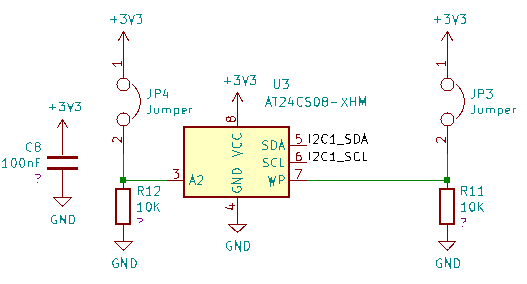 +3V3
+3V3
1
1
+3V3
U3
JP4
JP3
+3V3
AT24CS08-XHM
Jumper
Jumper
8
C8
2
VCC
SDA
5
I2C1_SDA
2
100nF
SCL
6
I2C1_SCL
?
3
A2
GND
WP
7
R12
R11
10K
4
10K
GND
?
?
GND
GND
GND